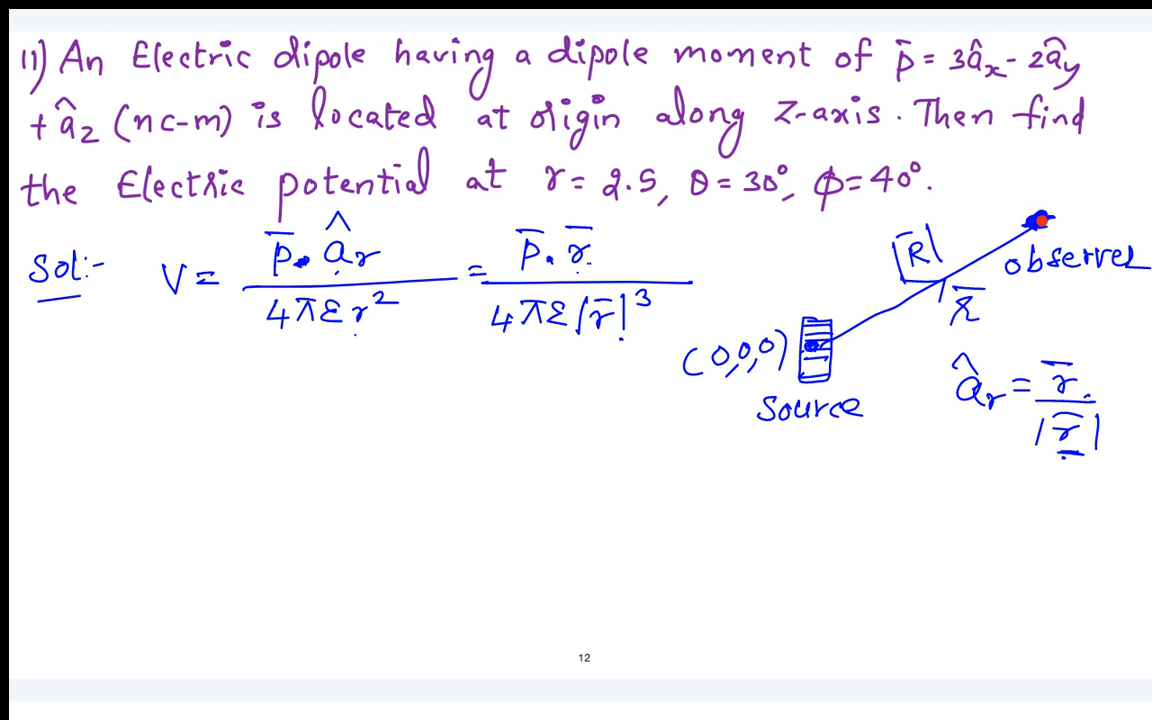 11) An Electric dipole having a dipole moment of p̄ = 3âx - 2ây
+ âz (nc-m) is located at origin along z-axis. Then find
the Electric potential at r = 2.5, θ = 30°, φ = 40°.
Sol:- V = p̄ · âr / 4πε r² = p̄ · r̄ / 4πε |r̄|³
|R̄|
observer
r̄
(0,0,0)
source
âr = r̄ / |r̄|
12